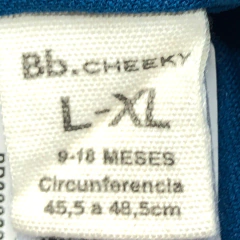 Bb.CHEEKY
L-XL
9-18 MESES
Circunferencia
45,5 a 48,5cm